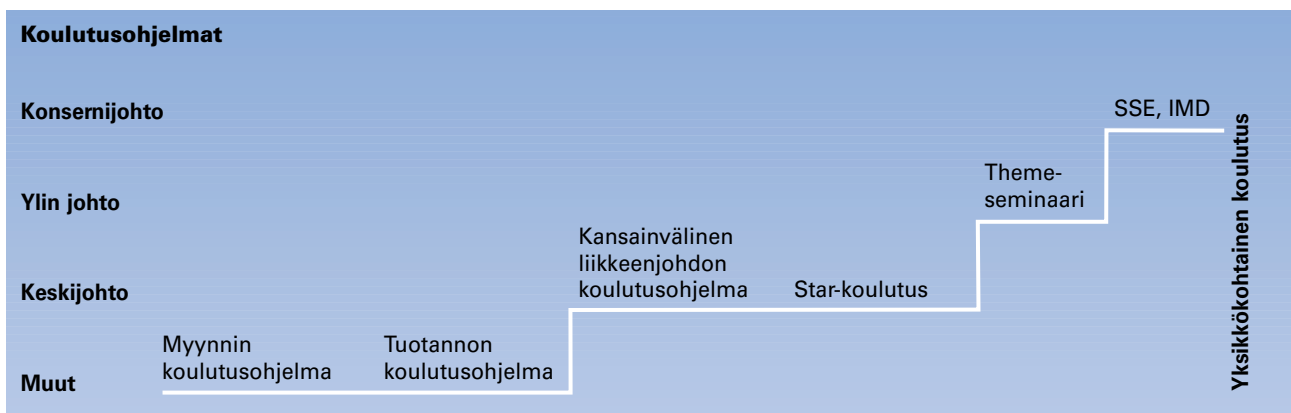 Koulutusohjelmat
Konsernijohto
SSE, IMD
Ylin johto
Theme-
seminaari
Keskijohto
Kansainvälinen
liikkeenjohdon
koulutusohjelma
Star-koulutus
Muut
Myynnin
koulutusohjelma
Tuotannon
koulutusohjelma
Yksikkökohtainen koulutus